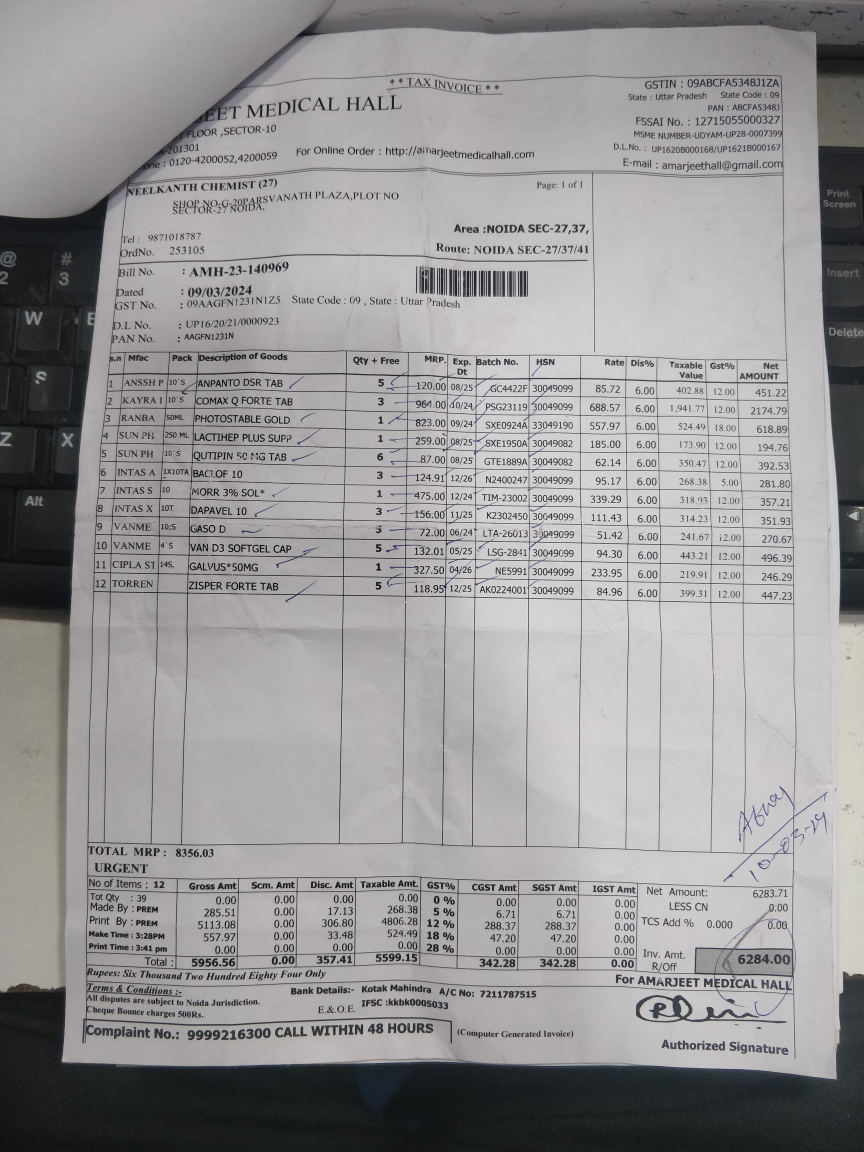 * * TAX INVOICE * *
JEET MEDICAL HALL
FLOOR ,SECTOR-10
201301
: 0120-4200052,4200059
For Online Order : http://amarjeetmedicalhall.com
GSTIN : 09ABCFA5348J1ZA
State : Uttar Pradesh State Code : 09
PAN : ABCFA5348J
FSSAI No. : 12715055000327
MSME NUMBER-UDYAM-UP28-0007399
D.L.No. : UP1620B000168/UP1621B000167
E-mail : amarjeethall@gmail.com
NEELKANTH CHEMIST (27)
SHOP NO-G-20PARSVANATH PLAZA,PLOT NO
SECTOR-27 NOIDA,
Page: 1 of 1
Tel : 9871018787
OrdNo. 253105
Area :NOIDA SEC-27,37,
Route: NOIDA SEC-27/37/41
Bill No. : AMH-23-140969
Dated : 09/03/2024
GST No. : 09AAGFN1231N1Z5 State Code : 09 , State : Uttar Pradesh
D.L No. : UP16/20/21/0000923
PAN No. : AAGFN1231N
s.n Mfac Pack Description of Goods Qty + Free MRP. Exp. Dt Batch No. HSN Rate Dis% Taxable Value Gst% Net AMOUNT
1 ANSSH P 10`S ANPANTO DSR TAB 5 120.00 08/25 GC4422F 30049099 85.72 6.00 402.88 12.00 451.22
2 KAYRA I 10`S COMAX Q FORTE TAB 3 964.00 10/24 PSG23119 30049099 688.57 6.00 1,941.77 12.00 2174.79
3 RANBA 50ML PHOTOSTABLE GOLD 1 823.00 09/24 SXE0924A 33049190 557.97 6.00 524.49 18.00 618.89
4 SUN PH 250 ML LACTIHEP PLUS SUPP 1 259.00 08/25 SXE1950A 30049082 185.00 6.00 173.90 12.00 194.76
5 SUN PH 10`S QUTIPIN 50 MG TAB 6 87.00 08/25 GTE1889A 30049082 62.14 6.00 350.47 12.00 392.53
6 INTAS A 1X10TA BACLOF 10 3 124.91 12/26 N2400247 30049099 95.17 6.00 268.38 5.00 281.80
7 INTAS S 10 MORR 3% SOL* 1 475.00 12/24 TIM-23002 30049099 339.29 6.00 318.93 12.00 357.21
8 INTAS X 10T DAPAVEL 10 3 156.00 11/25 K2302450 30049099 111.43 6.00 314.23 12.00 351.93
9 VANME 10;S GASO D 5 72.00 06/24 LTA-26013 30049099 51.42 6.00 241.67 12.00 270.67
10 VANME 4`S VAN D3 SOFTGEL CAP 5 132.01 05/25 LSG-2841 30049099 94.30 6.00 443.21 12.00 496.39
11 CIPLA ST 14S, GALVUS*50MG 1 327.50 04/26 NE5991 30049099 233.95 6.00 219.91 12.00 246.29
12 TORREN ZISPER FORTE TAB 5 118.95 12/25 AK0224001 30049099 84.96 6.00 399.31 12.00 447.23
10-03-24
TOTAL MRP : 8356.03
URGENT
No of Items : 12 Gross Amt Scm. Amt Disc. Amt Taxable Amt. GST% CGST Amt SGST Amt IGST Amt Net Amount: 6283.71
Tot Qty : 39 0.00 0.00 0.00 0.00 0 % 0.00 0.00 0.00 LESS CN 0.00
Made By : PREM 285.51 0.00 17.13 268.38 5 % 6.71 6.71 0.00 TCS Add % 0.000 0.00
Print By : PREM 5113.08 0.00 306.80 4806.28 12 % 288.37 288.37 0.00
Make Time : 3:28PM 557.97 0.00 33.48 524.49 18 % 47.20 47.20 0.00
Print Time : 3:41 pm 0.00 0.00 0.00 0.00 28 % 0.00 0.00 0.00
Total : 5956.56 0.00 357.41 5599.15 342.28 342.28 0.00
Inv. Amt. R/Off 6284.00
Rupees: Six Thousand Two Hundred Eighty Four Only
For AMARJEET MEDICAL HALL
Terms & Conditions :-
All disputes are subject to Noida Jurisdiction.
Cheque Bounce charges 500Rs.
E.& O.E.
Bank Details:- Kotak Mahindra A/C No: 7211787515
IFSC :kkbk0005033
Complaint No.: 9999216300 CALL WITHIN 48 HOURS
(Computer Generated Invoice)
Authorized Signature
Print Screen
Insert
Delete
@ 2
# 3
W
E
S
Z
X
Alt